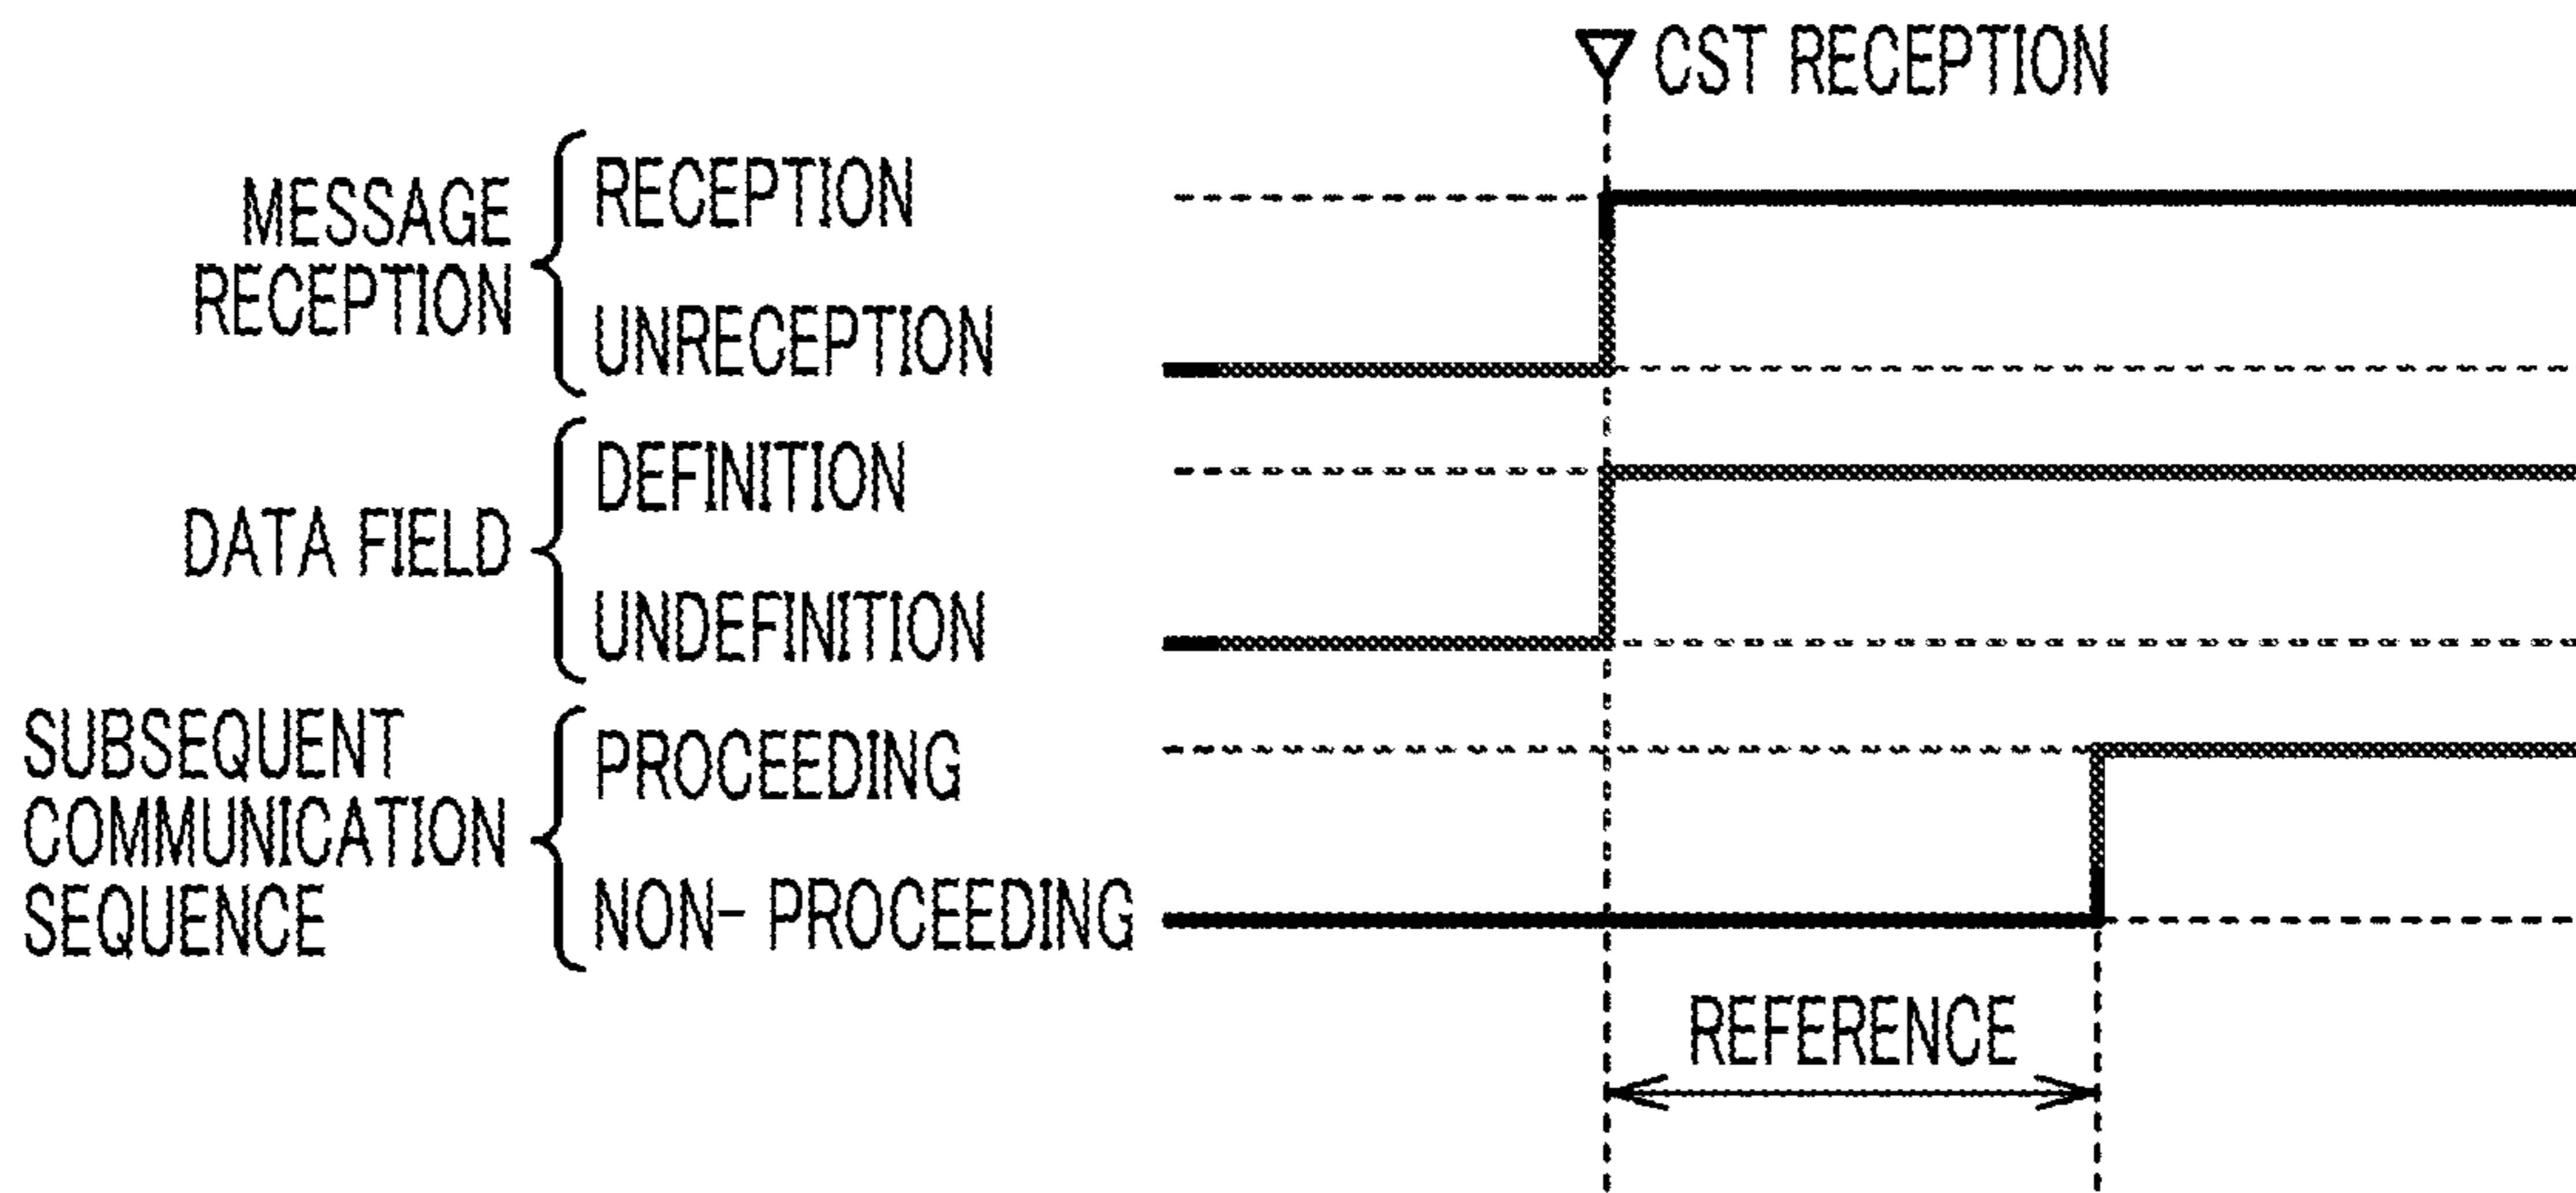 CST RECEPTION
MESSAGE
RECEPTION
RECEPTION
UNRECEPTION
DATA FIELD
DEFINITION
UNDEFINITION
SUBSEQUENT
COMMUNICATION
SEQUENCE
PROCEEDING
NON- PROCEEDING
REFERENCE